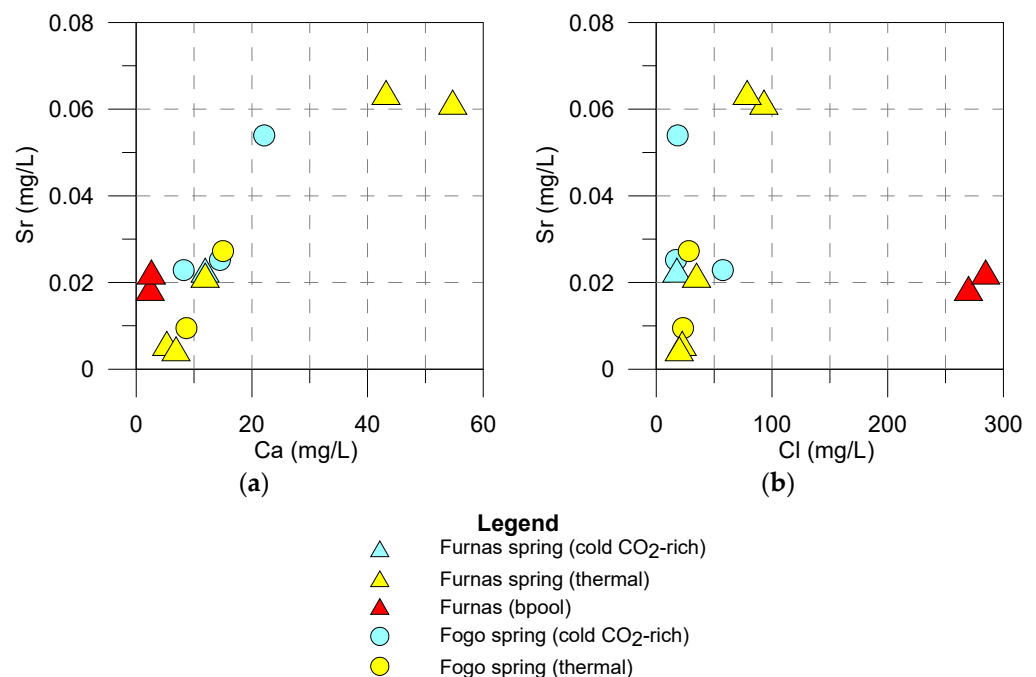 0.08
0.06
0.04
0.02
0
Sr (mg/L)
0 20 40 60
Ca (mg/L)
(a)
0.08
0.06
0.04
0.02
0
Sr (mg/L)
0 100 200 300
Cl (mg/L)
(b)
Legend
Furnas spring (cold CO2-rich)
Furnas spring (thermal)
Furnas (bpool)
Fogo spring (cold CO2-rich)
Fogo spring (thermal)